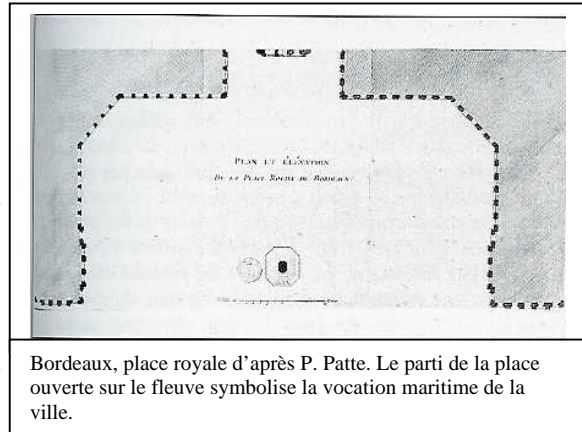 PLAN ET ÉLÉVATION
DE LA PLACE ROYALE DE BORDEAUX
Bordeaux, place royale d'après P. Patte. Le parti de la place
ouverte sur le fleuve symbolise la vocation maritime de la
ville.